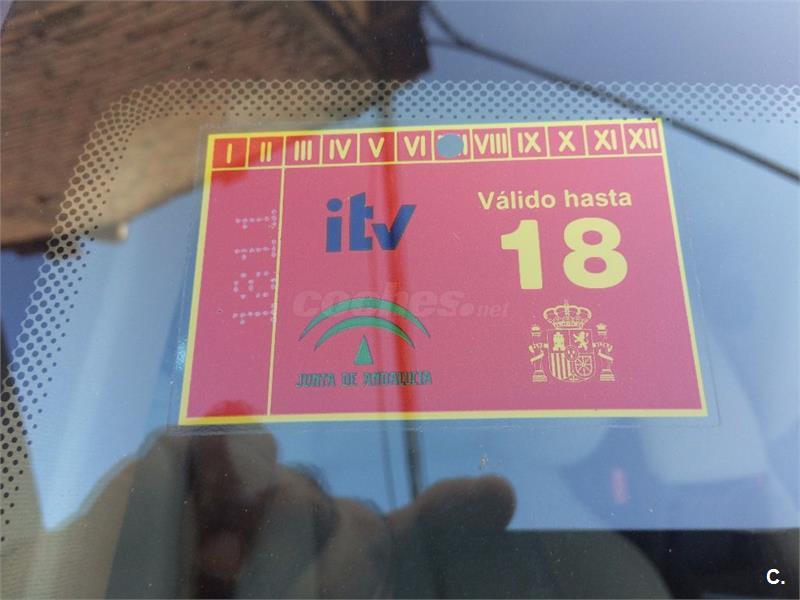 I II III IV V VI VIII IX X XI XII
itv
Válido hasta
18
coches.net
JUNTA DE ANDALUCIA
C.